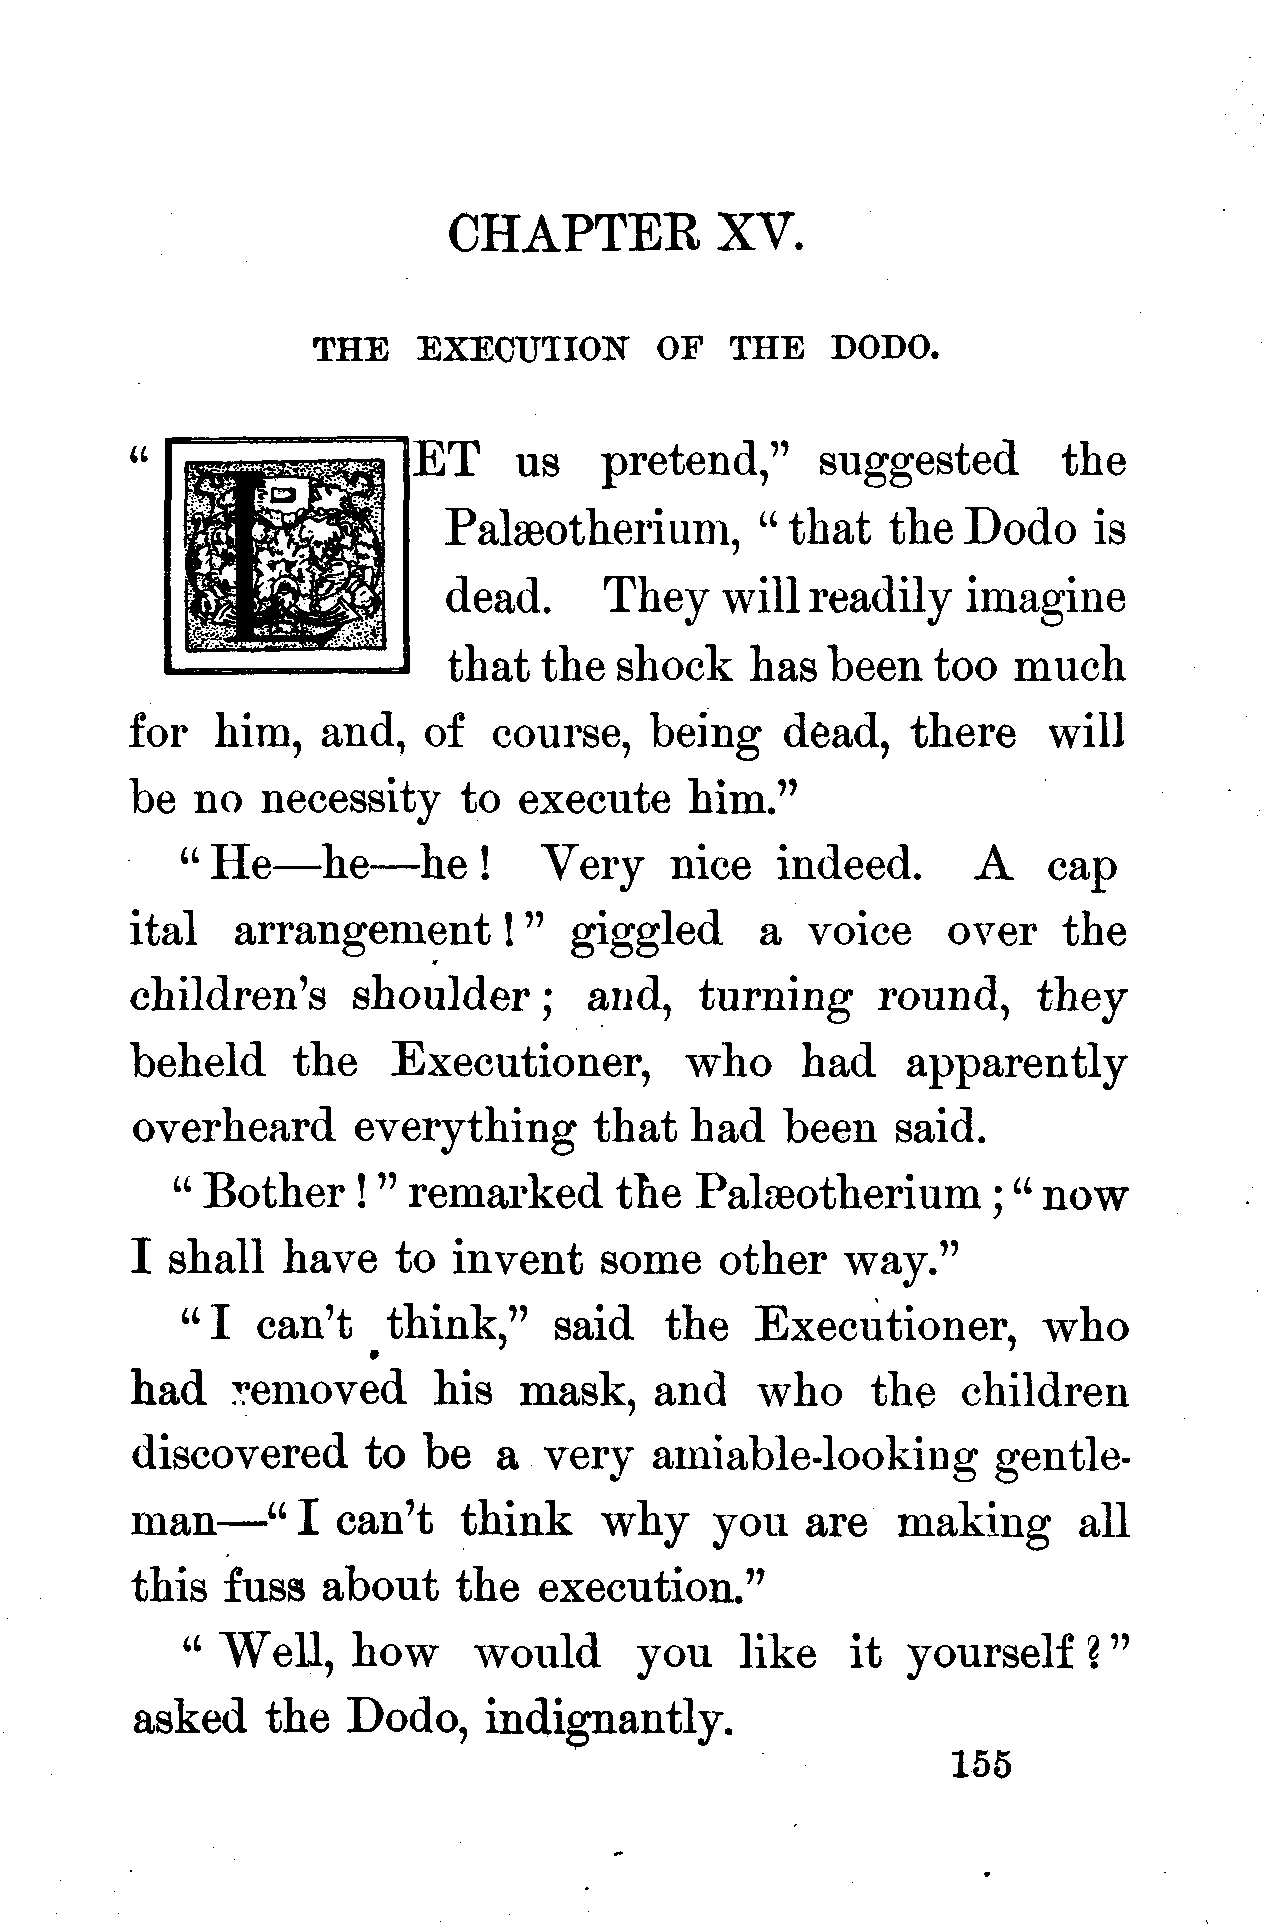 CHAPTER XV.
THE EXECUTION OF THE DODO.
“LET us pretend,” suggested the
Palæotherium, “that the Dodo is
dead. They will readily imagine
that the shock has been too much
for him, and, of course, being dead, there will
be no necessity to execute him.”
“He—he—he! Very nice indeed. A cap
ital arrangement!” giggled a voice over the
children’s shoulder; and, turning round, they
beheld the Executioner, who had apparently
overheard everything that had been said.
“Bother!” remarked the Palæotherium; “now
I shall have to invent some other way.”
“I can’t think,” said the Executioner, who
had removed his mask, and who the children
discovered to be a very amiable-looking gentle-
man—“I can’t think why you are making all
this fuss about the execution.”
“Well, how would you like it yourself?”
asked the Dodo, indignantly.
155